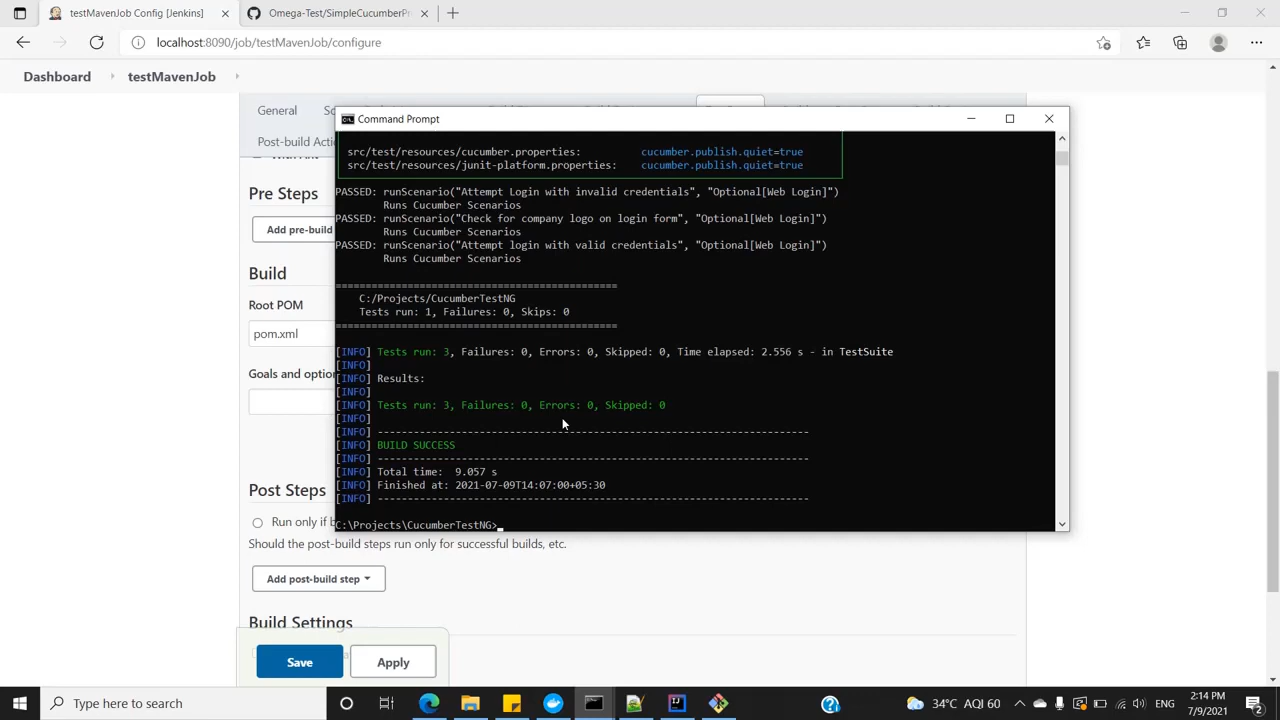 testMavenJob Config [Jenkins]
Omega-Test/SimpleCucumberPr
localhost:8090/job/testMavenJob/configure
Dashboard
testMavenJob
General
Post-build Actio
Pre Steps
Add pre-build
Build
Root POM
pom.xml
Goals and option
Post Steps
Run only if b
Should the post-build steps run only for successful builds, etc.
Add post-build step
Build Settings
Save
Apply
Command Prompt
src/test/resources/cucumber.properties: cucumber.publish.quiet=true
src/test/resources/junit-platform.properties: cucumber.publish.quiet=true
PASSED: runScenario("Attempt Login with invalid credentials", "Optional[Web Login]")
Runs Cucumber Scenarios
PASSED: runScenario("Check for company logo on login form", "Optional[Web Login]")
Runs Cucumber Scenarios
PASSED: runScenario("Attempt login with valid credentials", "Optional[Web Login]")
Runs Cucumber Scenarios
===============================================
C:/Projects/CucumberTestNG
Tests run: 1, Failures: 0, Skips: 0
===============================================
[INFO] Tests run: 3, Failures: 0, Errors: 0, Skipped: 0, Time elapsed: 2.556 s - in TestSuite
[INFO]
[INFO] Results:
[INFO]
[INFO] Tests run: 3, Failures: 0, Errors: 0, Skipped: 0
[INFO]
[INFO] ------------------------------------------------------------------------
[INFO] BUILD SUCCESS
[INFO] ------------------------------------------------------------------------
[INFO] Total time: 9.057 s
[INFO] Finished at: 2021-07-09T14:07:00+05:30
[INFO] ------------------------------------------------------------------------
C:\Projects\CucumberTestNG>
Type here to search
34°C AQI 60
ENG
2:14 PM
7/9/2021
2